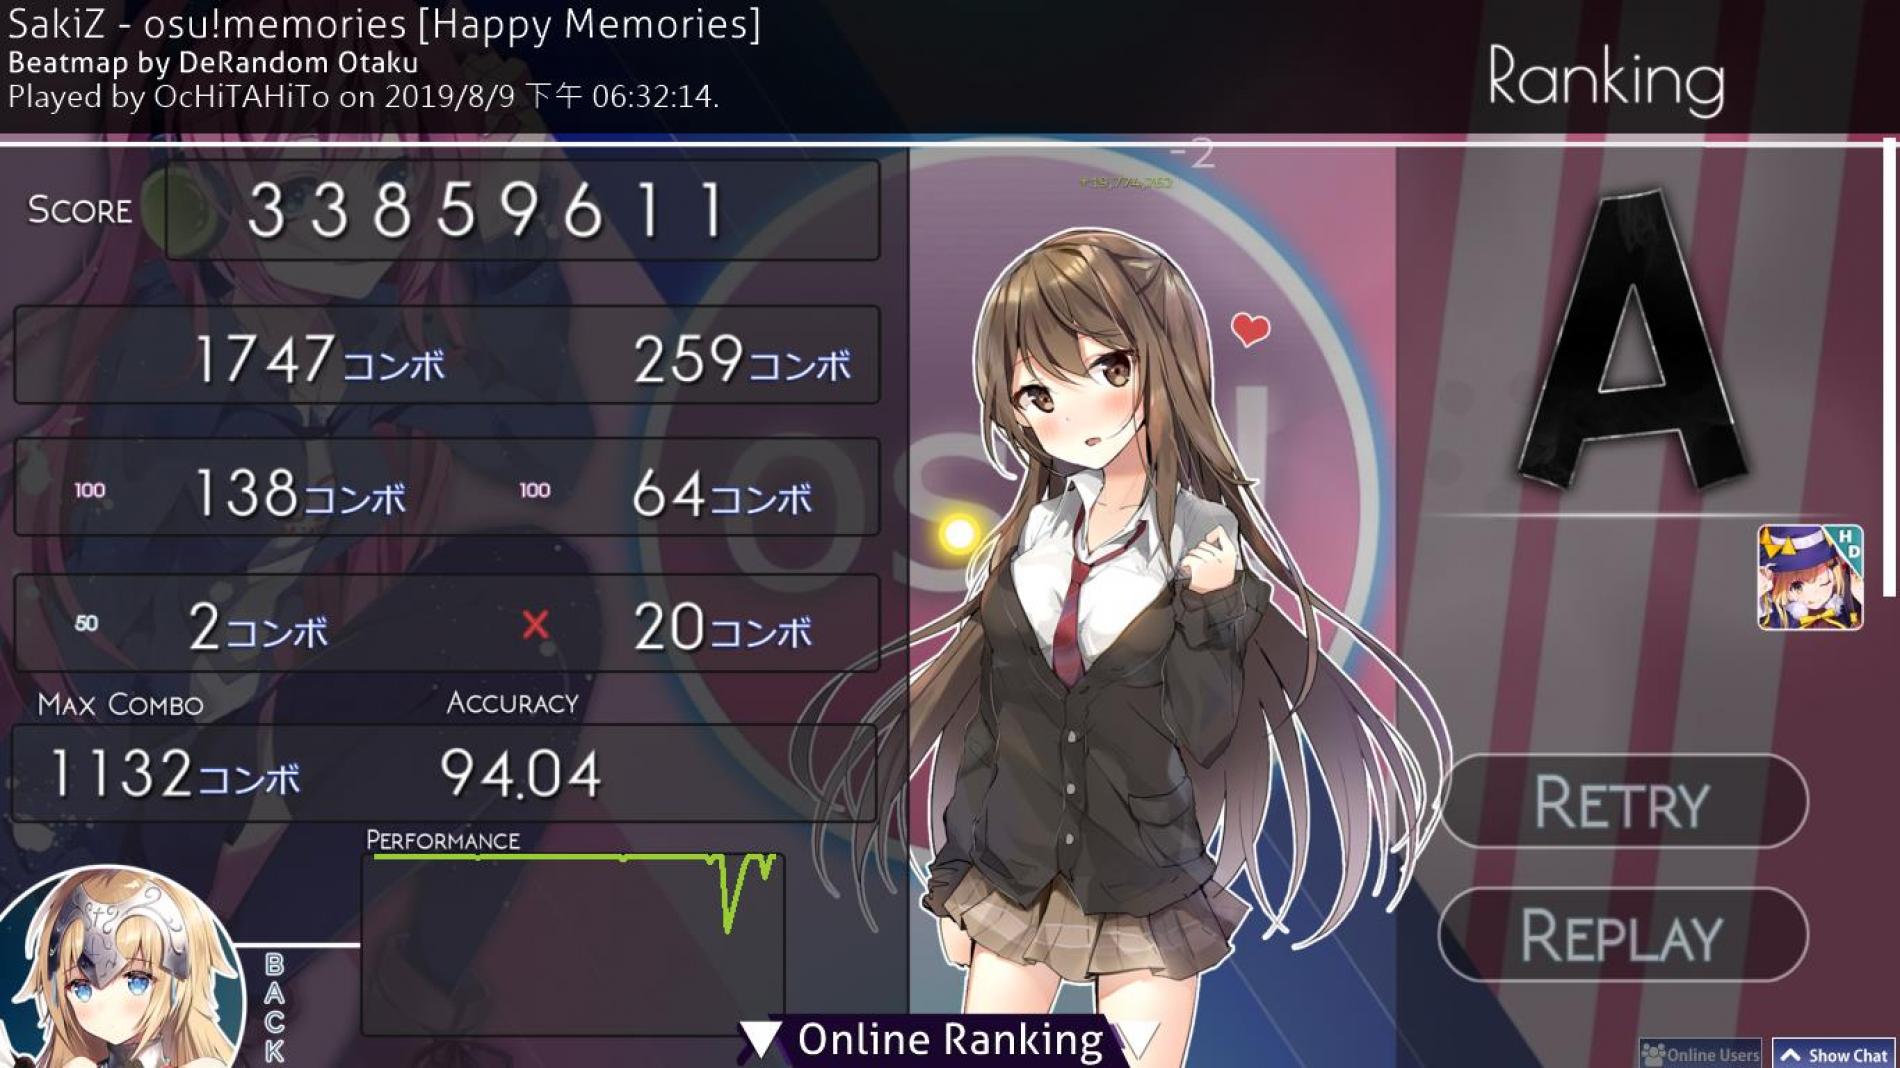 SakiZ - osu!memories [Happy Memories]
Beatmap by DeRandom Otaku
Played by OcHiTAHiTo on 2019/8/9 下午 06:32:14.
Ranking
-2
+19,774,262
SCORE 33859611
1747コンボ 259コンボ
100 138コンボ 100 64コンボ
50 2コンボ X 20コンボ
MAX COMBO ACCURACY
1132コンボ 94.04
PERFORMANCE
A
HD
osu!
RETRY
REPLAY
BACK
Online Ranking
Online Users
Show Chat